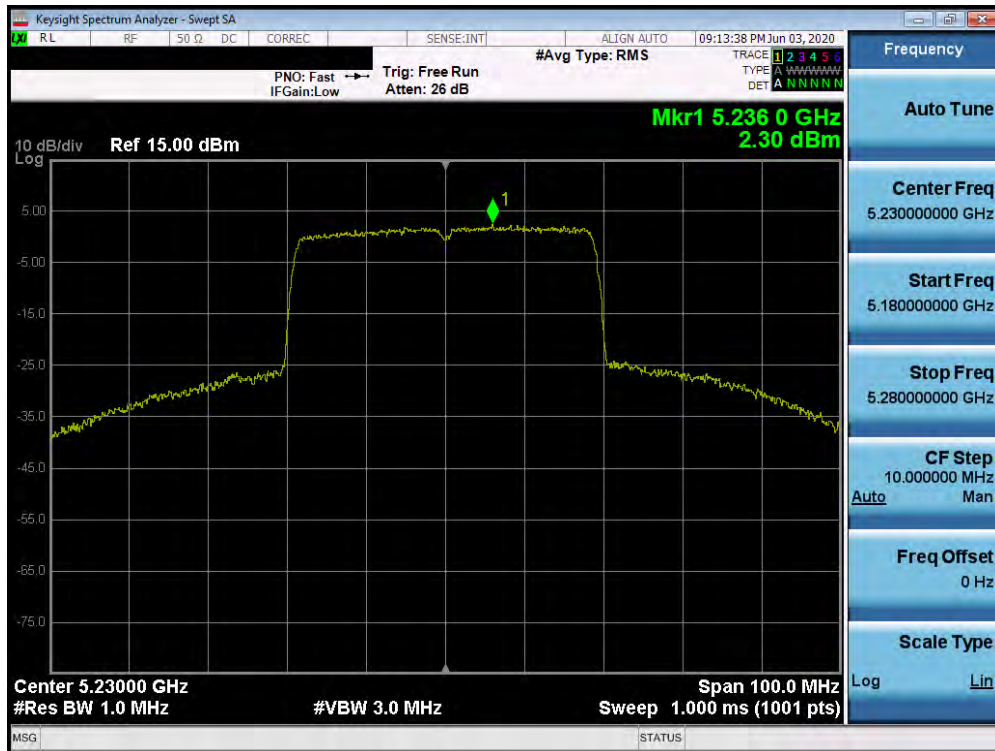 Keysight Spectrum Analyzer - Swept SA
LXI RL RF 50 Ω DC CORREC SENSE:INT ALIGN AUTO 09:13:38 PM Jun 03, 2020
#Avg Type: RMS TRACE 1 2 3 4 5 6
PNO: Fast Trig: Free Run TYPE A WWWWW
IFGain:Low Atten: 26 dB DET A N N N N N
Mkr1 5.236 0 GHz
2.30 dBm
10 dB/div Ref 15.00 dBm
Log
1
5.00
-5.00
-15.0
-25.0
-35.0
-45.0
-55.0
-65.0
-75.0
Center 5.23000 GHz Span 100.0 MHz
#Res BW 1.0 MHz #VBW 3.0 MHz Sweep 1.000 ms (1001 pts)
MSG STATUS
Frequency
Auto Tune
Center Freq
5.230000000 GHz
Start Freq
5.180000000 GHz
Stop Freq
5.280000000 GHz
CF Step
10.000000 MHz
Auto Man
Freq Offset
0 Hz
Scale Type
Log Lin